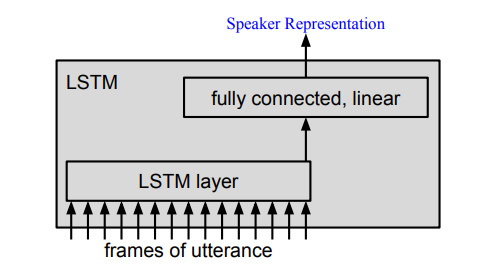 Speaker Representation
LSTM
fully connected, linear
LSTM layer
frames of utterance